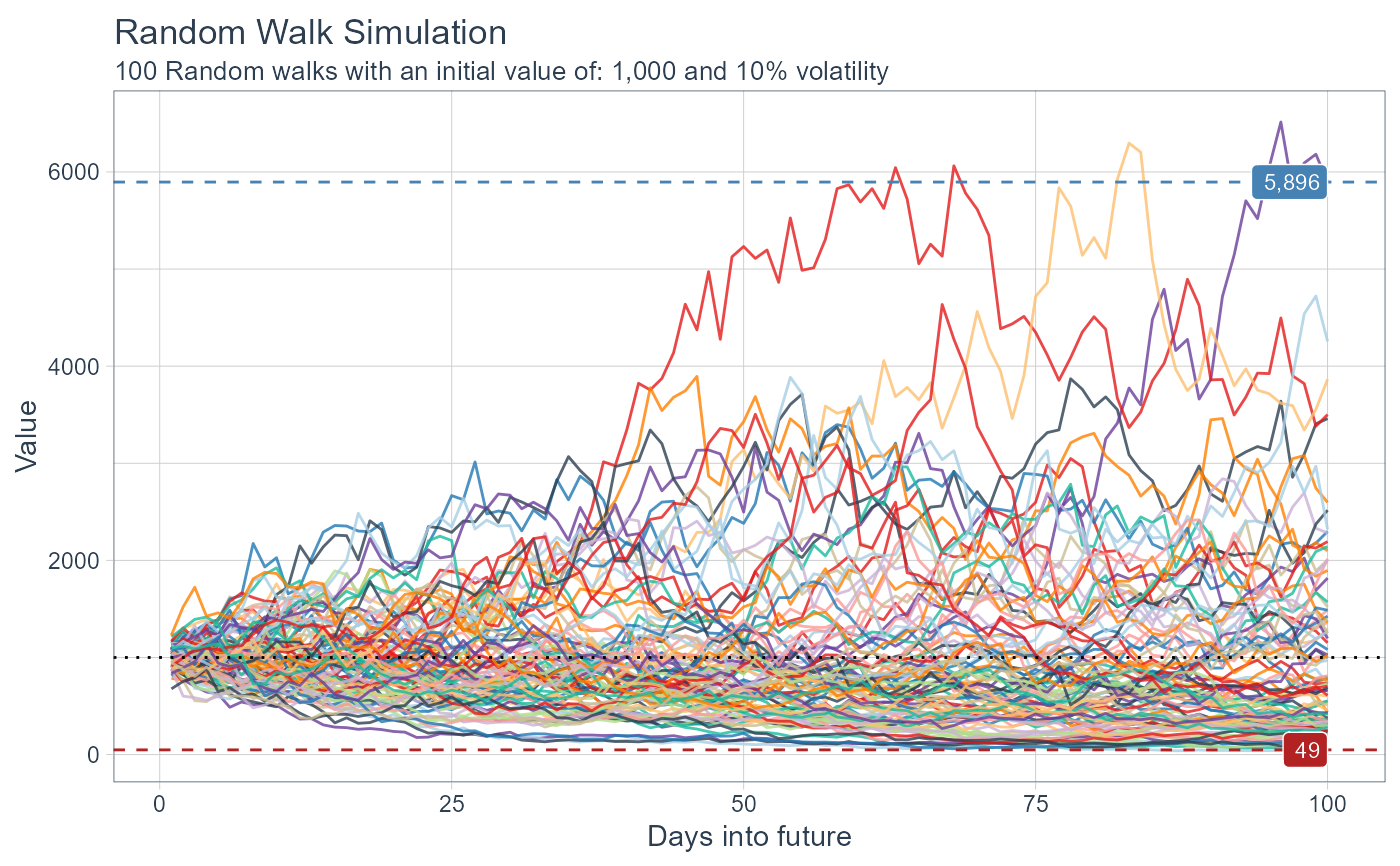 Random Walk Simulation
100 Random walks with an initial value of: 1,000 and 10% volatility
Value
6000
4000
2000
0
5,896
49
0
25
50
75
100
Days into future